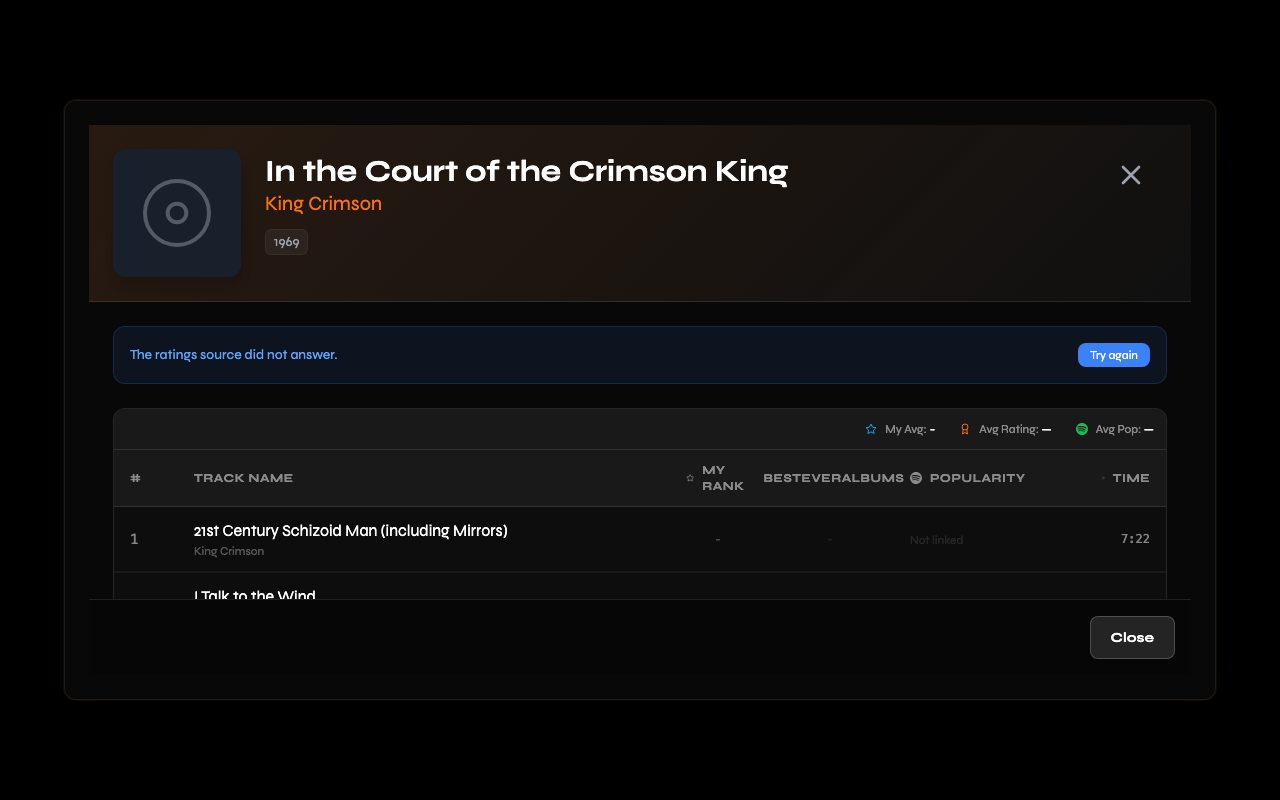 In the Court of the Crimson King
King Crimson
1969
The ratings source did not answer.
Try again
My Avg: - Avg Rating: — Avg Pop: —
# TRACK NAME MY RANK BESTEVERALBUMS POPULARITY TIME
1 21st Century Schizoid Man (including Mirrors) - - Not linked 7:22
King Crimson
I Talk to the Wind
Close